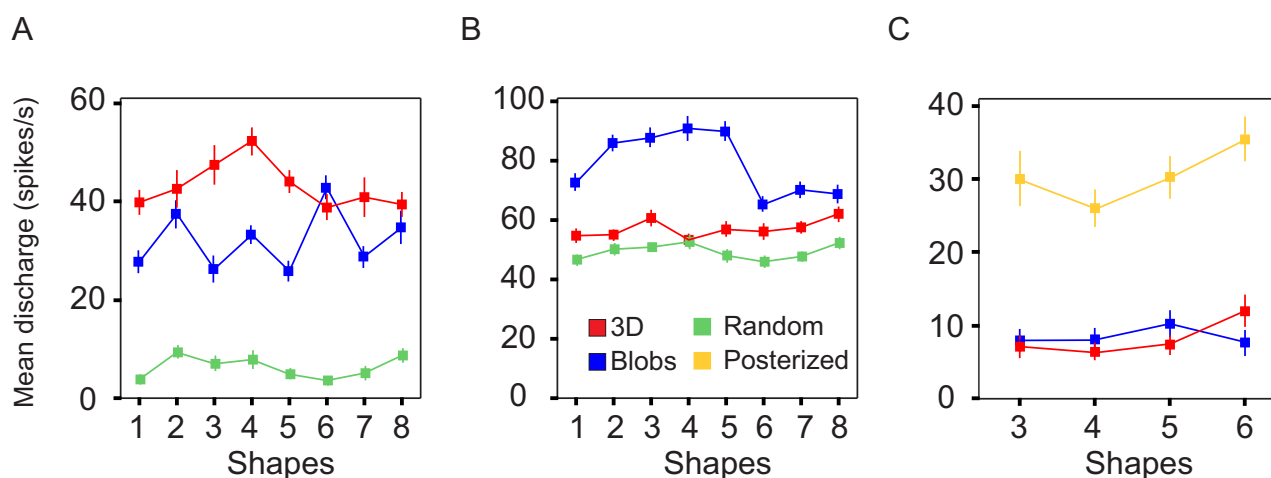 A
B
C
Mean discharge (spikes/s)
60
40
20
0
1 2 3 4 5 6 7 8
Shapes
100
80
60
40
20
0
3D
Random
Blobs
Posterized
1 2 3 4 5 6 7 8
Shapes
40
30
20
10
0
3 4 5 6
Shapes